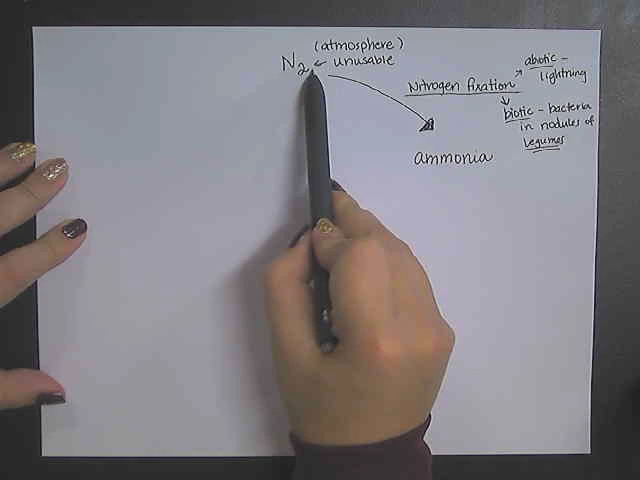 (atmosphere)
N2 ← unusable
Nitrogen fixation
abiotic -
lightning
biotic - bacteria
in nodules of
legumes
ammonia